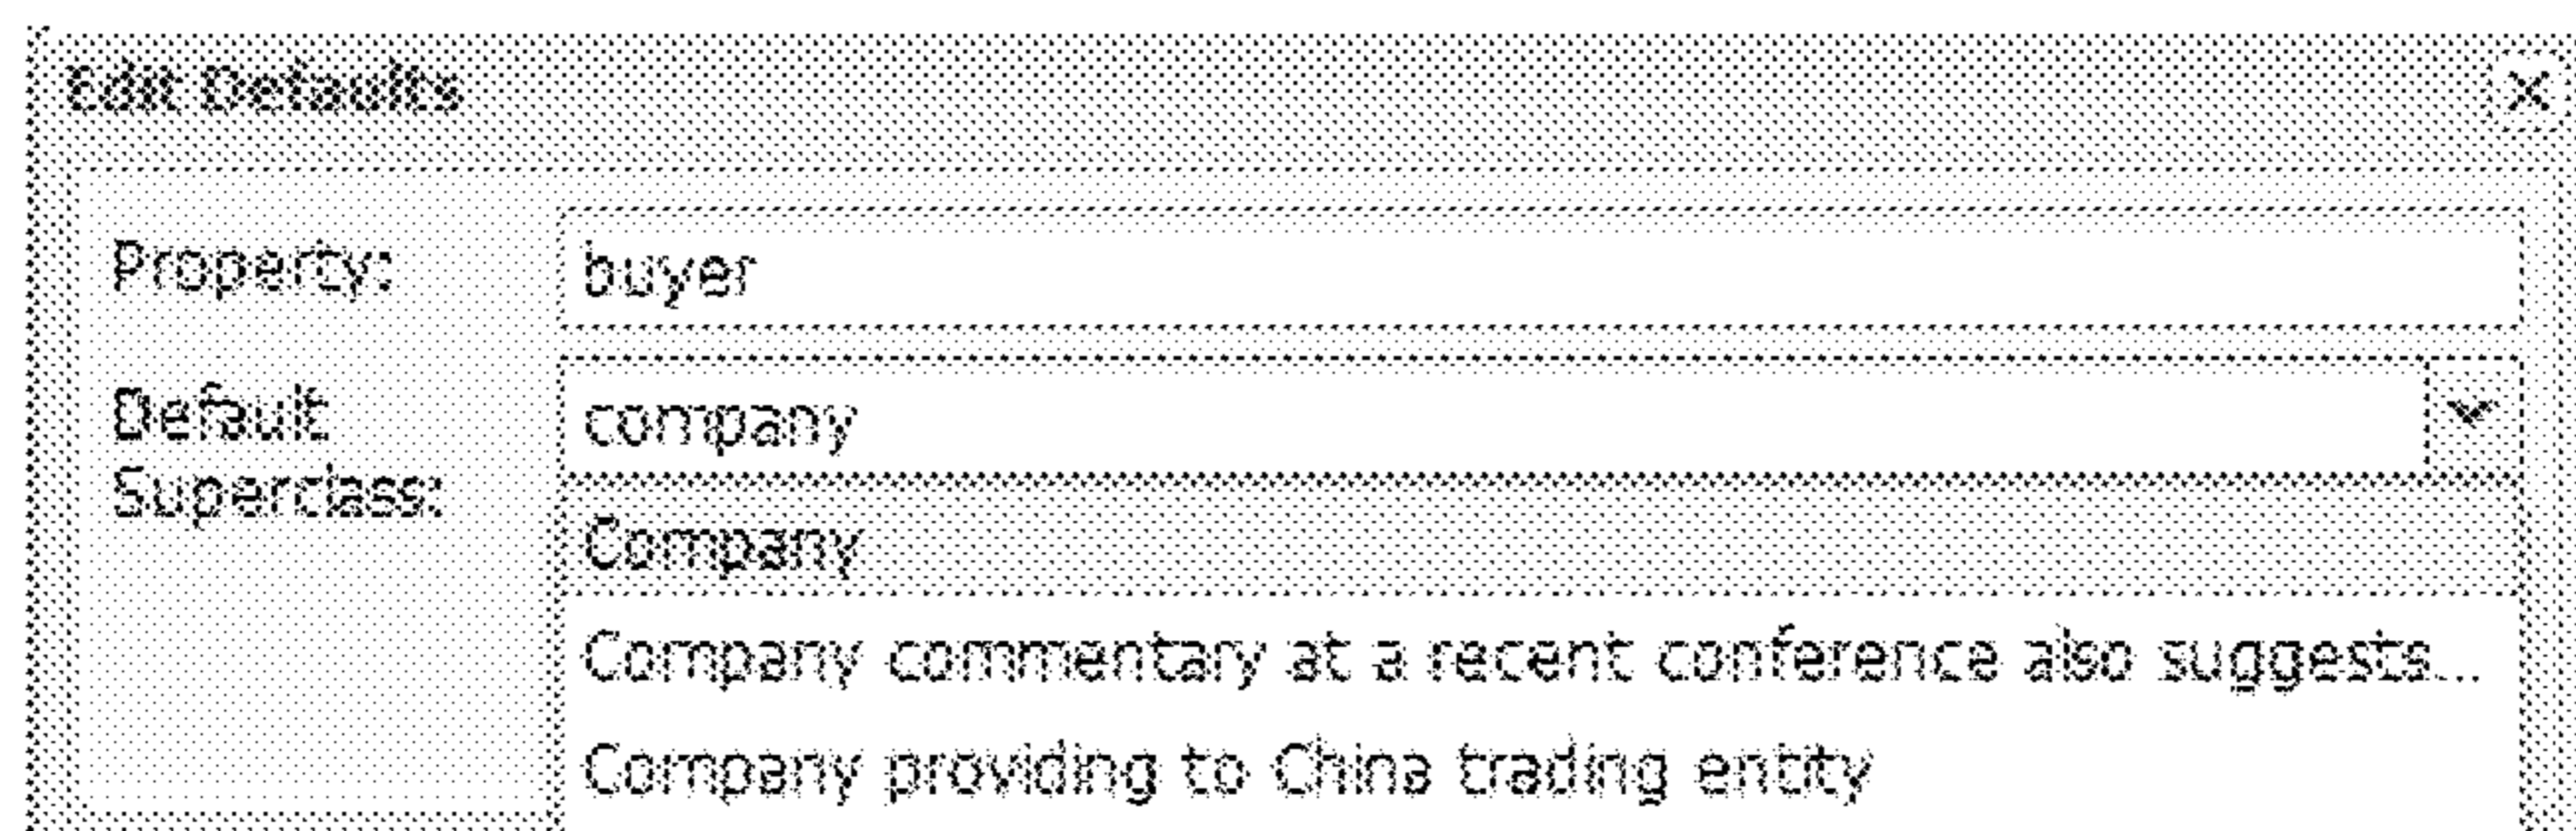 Edit Defaults
Property:
buyer
Default
Superclass:
company
Company
Company commentary at a recent conference also suggests...
Company providing to China trading entity